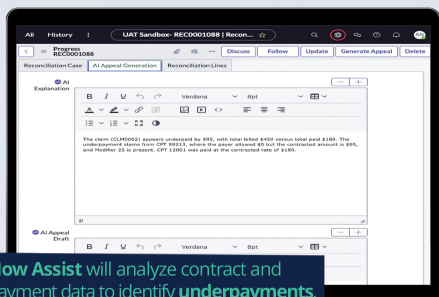 All History UAT Sandbox- REC0001088 | Recon...
Progress
REC0001088
Discuss Follow Update Generate Appeal Delete
Reconciliation Case AI Appeal Generation Reconciliation Lines
AI
Explanation
B I U Verdana 8pt
The claim (CLM0002) appears underpaid by $95, with total billed $450 versus total paid $180. The
underpayment stems from CPT 99213, where the payer allowed $0 but the contracted amount is $95,
and Modifier 25 is present. CPT 12001 was paid at the contracted rate of $180.
p
AI Appeal
Draft
B I U Verdana 8pt
Now Assist will analyze contract and
payment data to identify underpayments.